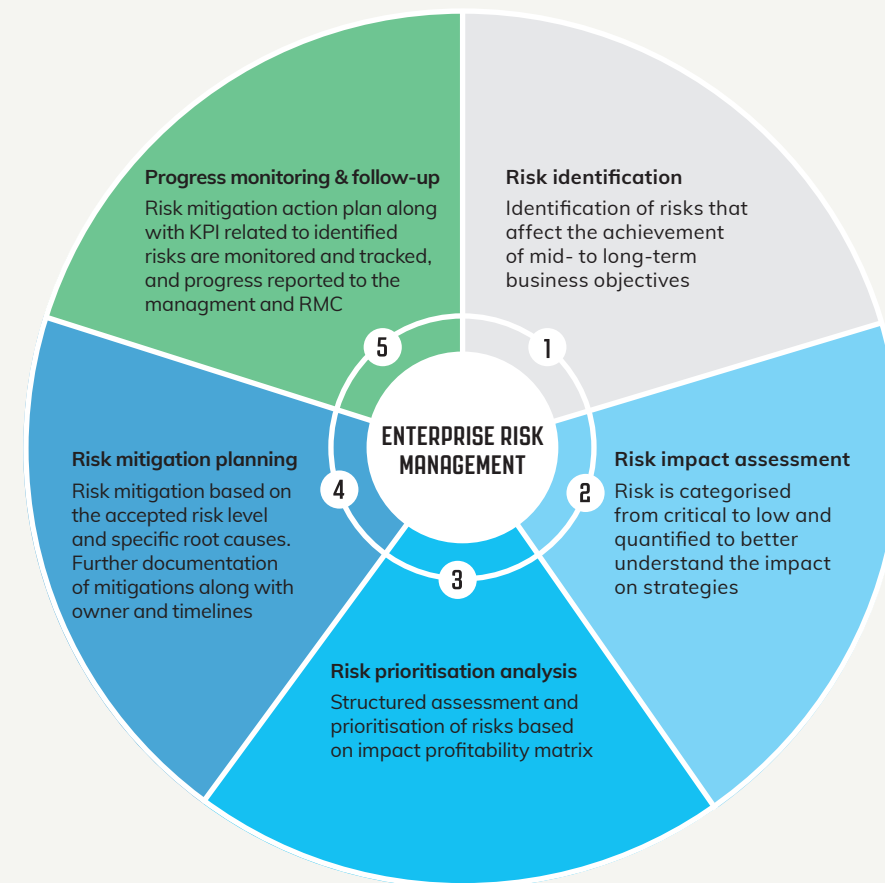 ENTERPRISE RISK
MANAGEMENT
1
Risk identification
Identification of risks that
affect the achievement
of mid- to long-term
business objectives
2
Risk impact assessment
Risk is categorised
from critical to low and
quantified to better
understand the impact
on strategies
3
Risk prioritisation analysis
Structured assessment and
prioritisation of risks based
on impact profitability matrix
4
Risk mitigation planning
Risk mitigation based on
the accepted risk level
and specific root causes.
Further documentation
of mitigations along with
owner and timelines
5
Progress monitoring & follow-up
Risk mitigation action plan along
with KPI related to identified
risks are monitored and tracked,
and progress reported to the
managment and RMC